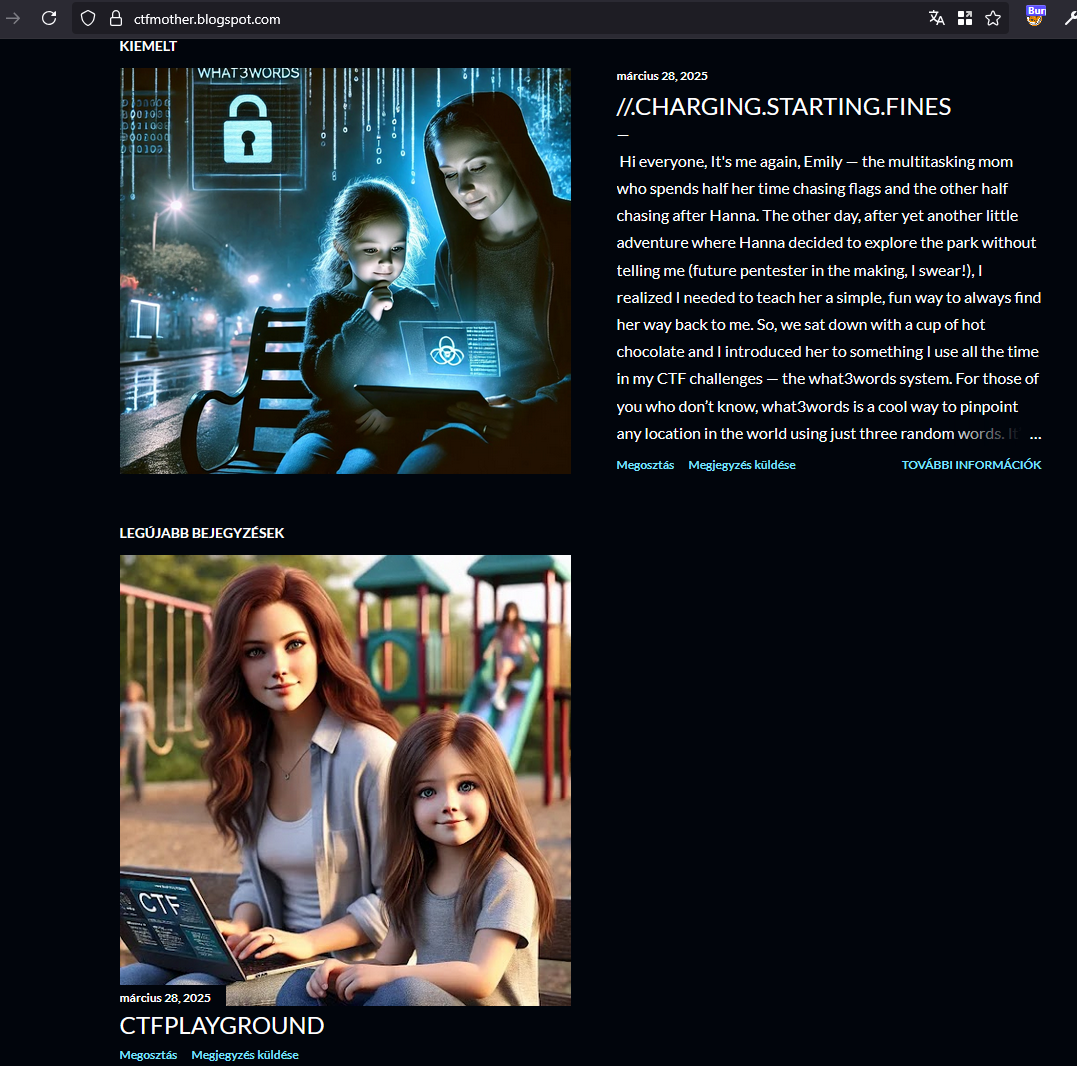 ctfmother.blogspot.com
Bur
KIEMELT
WHAT3WORDS
március 28, 2025
//.CHARGING.STARTING.FINES
Hi everyone, It's me again, Emily — the multitasking mom
who spends half her time chasing flags and the other half
chasing after Hanna. The other day, after yet another little
adventure where Hanna decided to explore the park without
telling me (future pentester in the making, I swear!), I
realized I needed to teach her a simple, fun way to always find
her way back to me. So, we sat down with a cup of hot
chocolate and I introduced her to something I use all the time
in my CTF challenges — the what3words system. For those of
you who don’t know, what3words is a cool way to pinpoint
any location in the world using just three random words. It ...
Megosztás Megjegyzés küldése TOVÁBBI INFORMÁCIÓK
LEGÚJABB BEJEGYZÉSEK
CTF
március 28, 2025
CTFPLAYGROUND
Megosztás Megjegyzés küldése